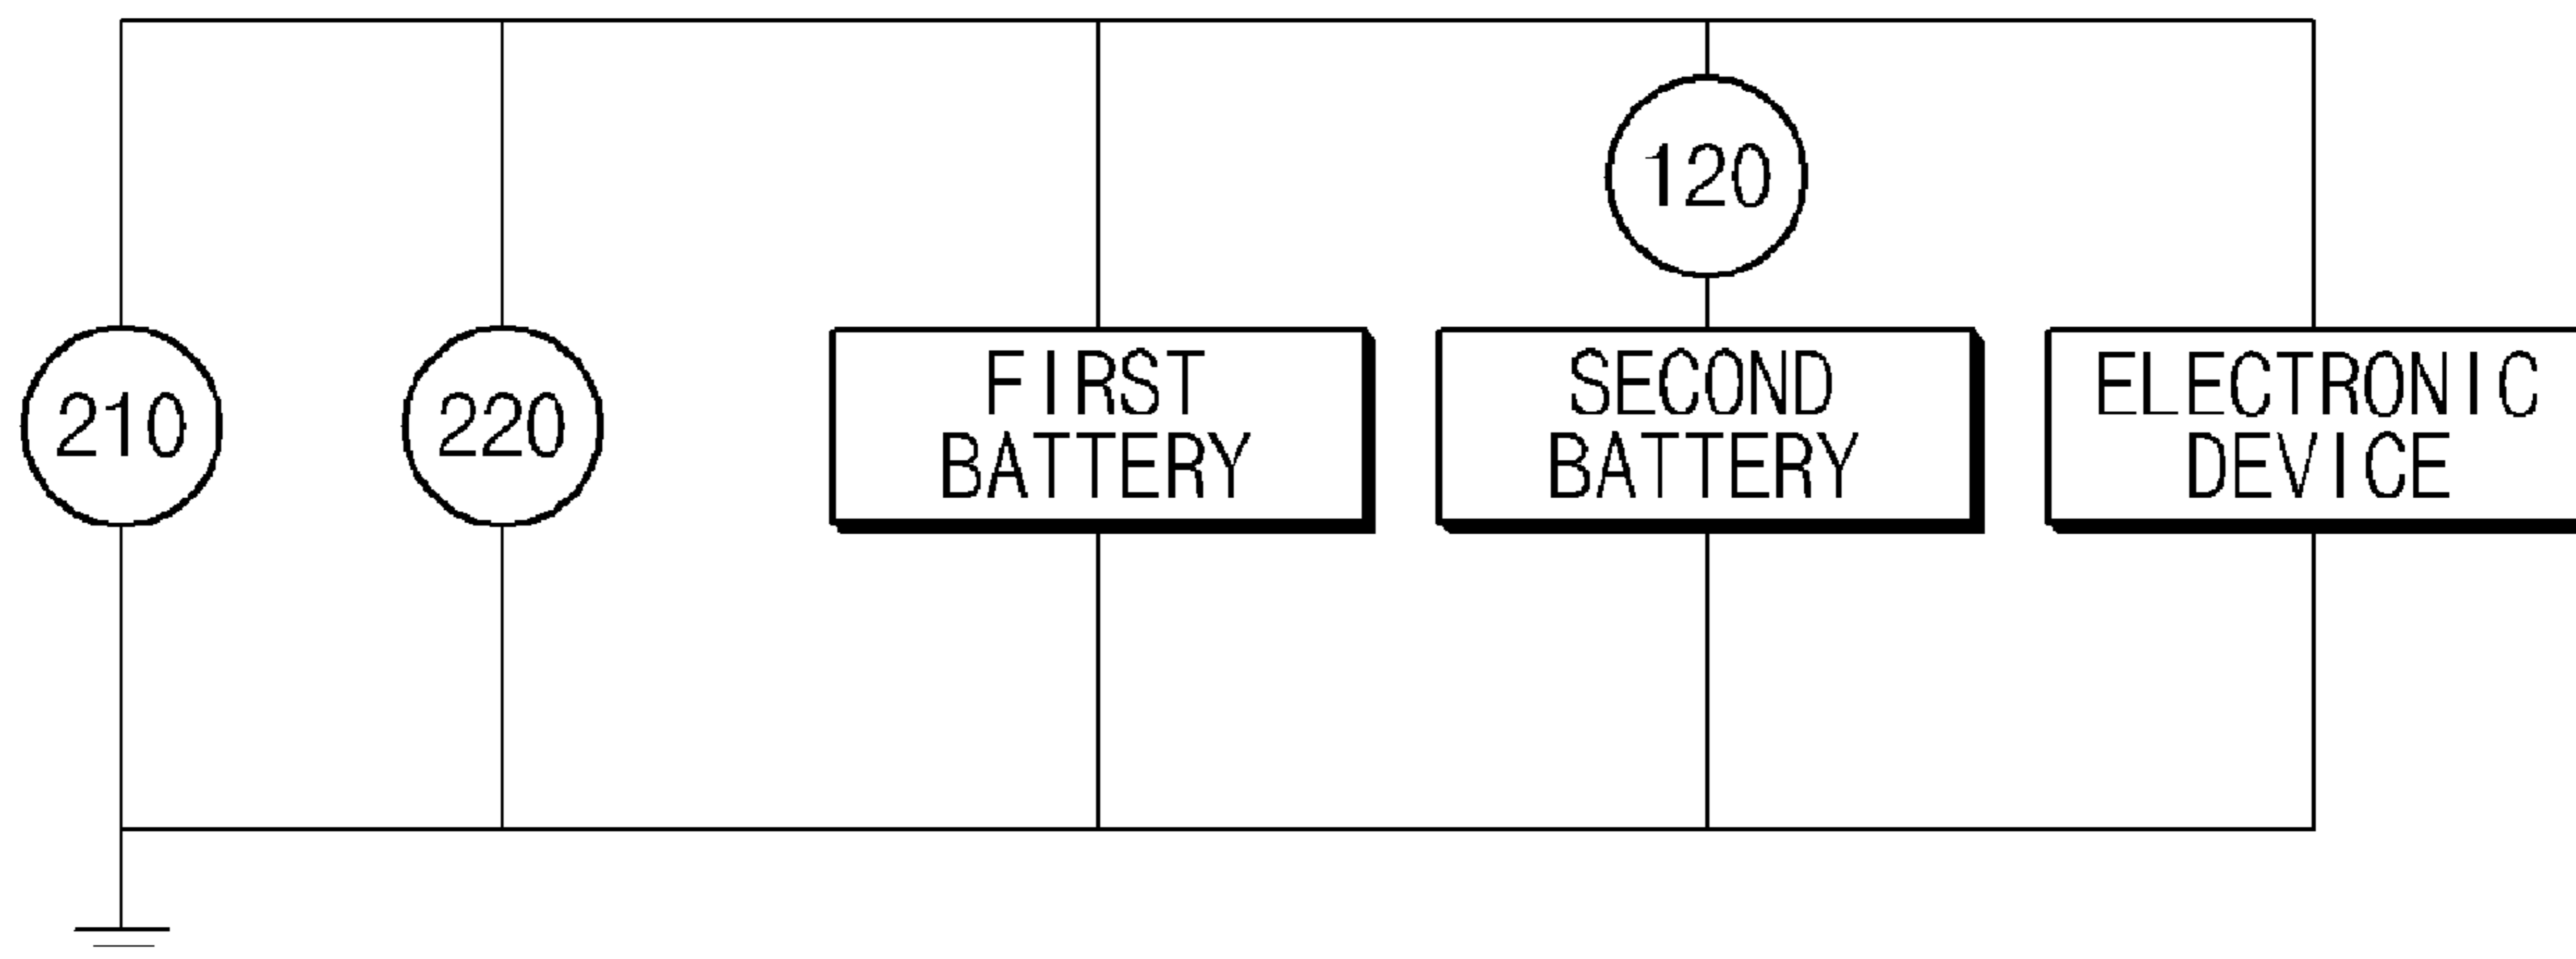 120
210
220
FIRST
BATTERY
SECOND
BATTERY
ELECTRONIC
DEVICE